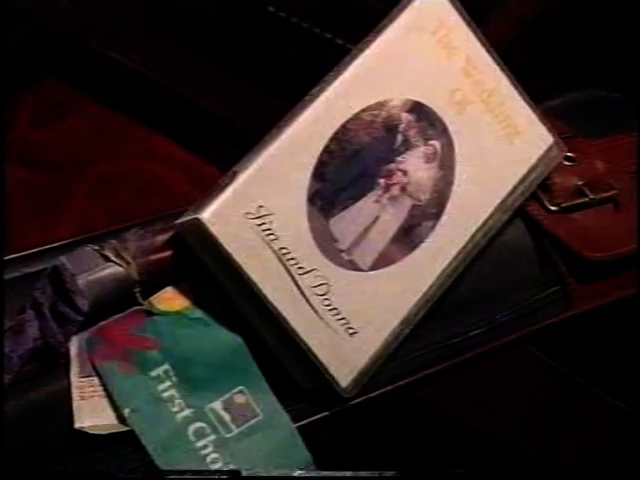 The Wedding
Of
Jim and Donna
First Cho